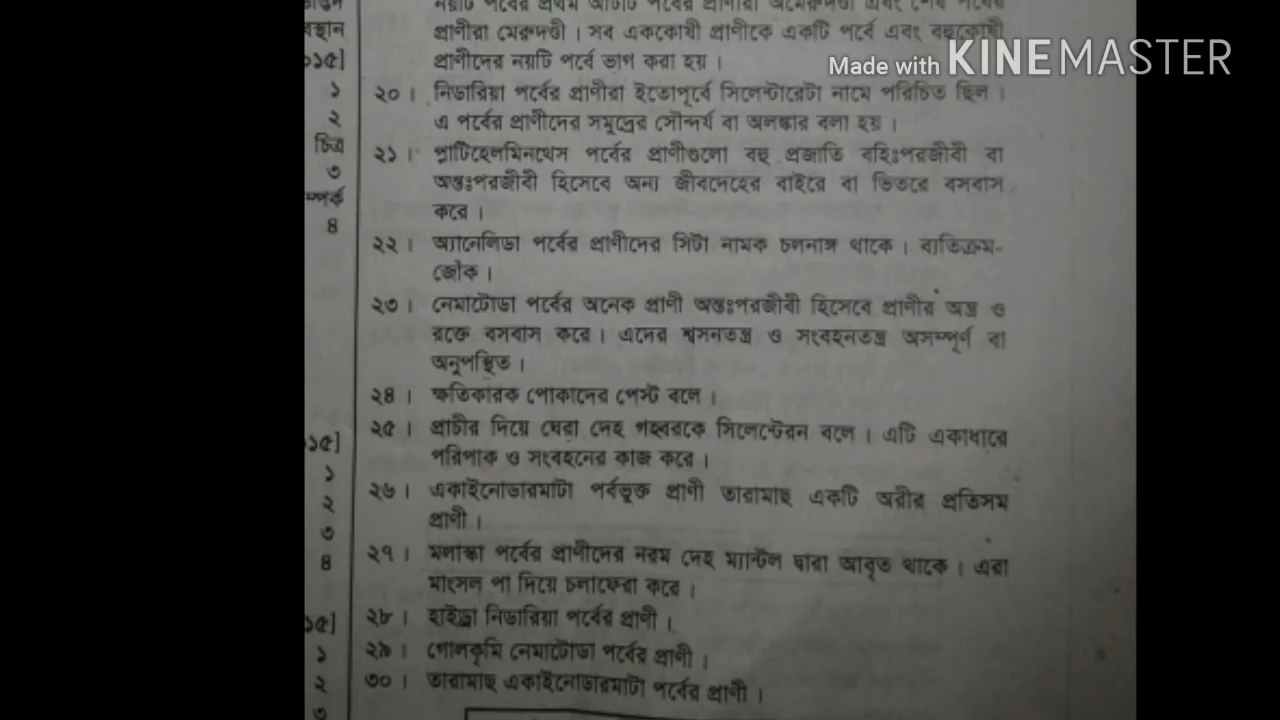 Made with KINEMASTER
প্রাণীরা মেরুদণ্ডী। সব এককোষী প্রাণীকে একটি পর্বে এবং বহুকোষী
প্রাণীদের নয়টি পর্বে ভাগ করা হয়।
২০। নিডারিয়া পর্বের প্রাণীরা ইতোপূর্বে সিলেন্টারেটা নামে পরিচিত ছিল।
এ পর্বের প্রাণীদের সমুদ্রের সৌন্দর্য বা অলঙ্কার বলা হয়।
২১। প্লাটিহেলমিনথেস পর্বের প্রাণীগুলো বহু প্রজাতি বহিঃপরজীবী বা
অন্তঃপরজীবী হিসেবে অন্য জীবদেহের বাইরে বা ভিতরে বসবাস
করে।
২২। অ্যানেলিডা পর্বের প্রাণীদের সিটা নামক চলনাঙ্গ থাকে। ব্যতিক্রম-
জোঁক।
২৩। নেমাটোডা পর্বের অনেক প্রাণী অন্তঃপরজীবী হিসেবে প্রাণীর অন্ত্র ও
রক্তে বসবাস করে। এদের শ্বসনতন্ত্র ও সংবহনতন্ত্র অসম্পূর্ণ বা
অনুপস্থিত।
২৪। ক্ষতিকারক পোকাদের পেস্ট বলে।
২৫। প্রাচীর দিয়ে ঘেরা দেহ গহ্বরকে সিলেন্টেরন বলে। এটি একাধারে
পরিপাক ও সংবহনের কাজ করে।
২৬। একাইনোডারমাটা পর্বভুক্ত প্রাণী তারামাছ একটি অরীয় প্রতিসম
প্রাণী।
২৭। মলাস্কা পর্বের প্রাণীদের নরম দেহ ম্যান্টল দ্বারা আবৃত থাকে। এরা
মাংসল পা দিয়ে চলাফেরা করে।
২৮। হাইড্রা নিডারিয়া পর্বের প্রাণী।
২৯। গোলকৃমি নেমাটোডা পর্বের প্রাণী।
৩০। তারামাছ একাইনোডারমাটা পর্বের প্রাণী।